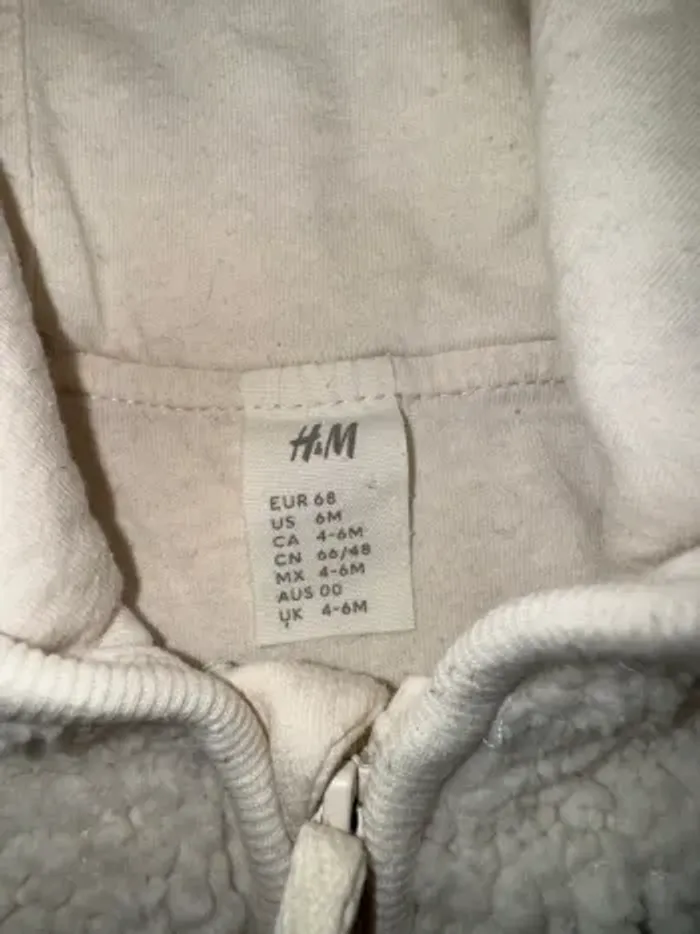 H&M
EUR 68
US 6M
CA 4-6M
CN 66/48
MX 4-6M
AUS 00
UK 4-6M